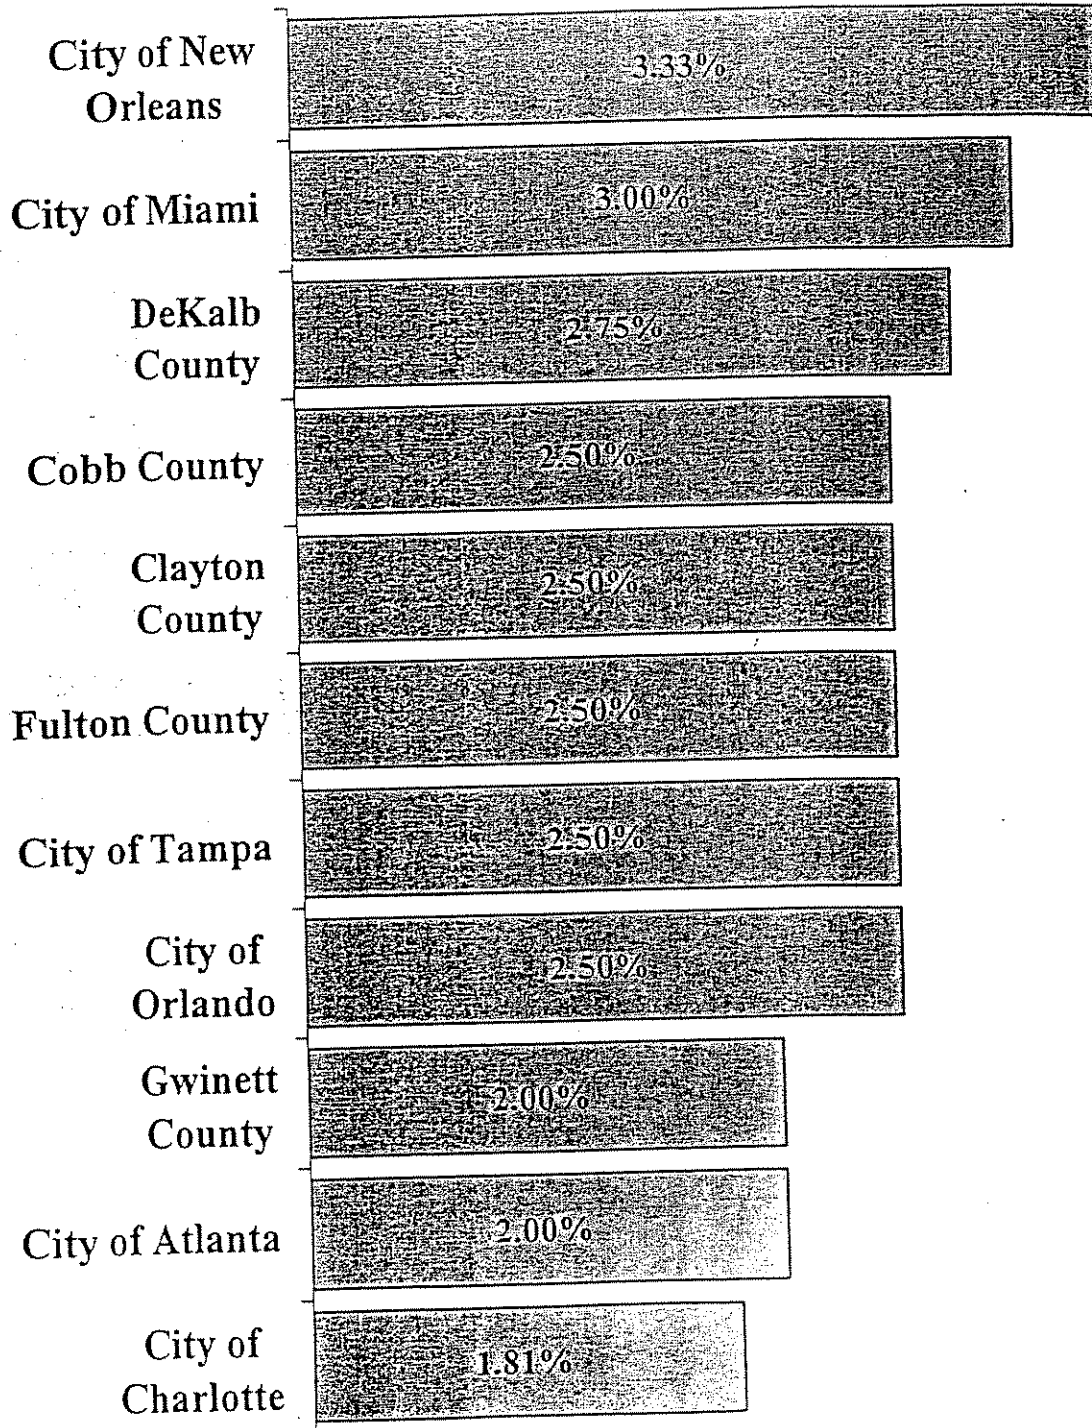 City of New
Orleans
3.33%
City of Miami
3.00%
DeKalb
County
2.75%
Cobb County
2.50%
Clayton
County
2.50%
Fulton County
2.50%
City of Tampa
2.50%
City of
Orlando
2.50%
Gwinett
County
2.00%
City of Atlanta
2.00%
City of
Charlotte
1.81%